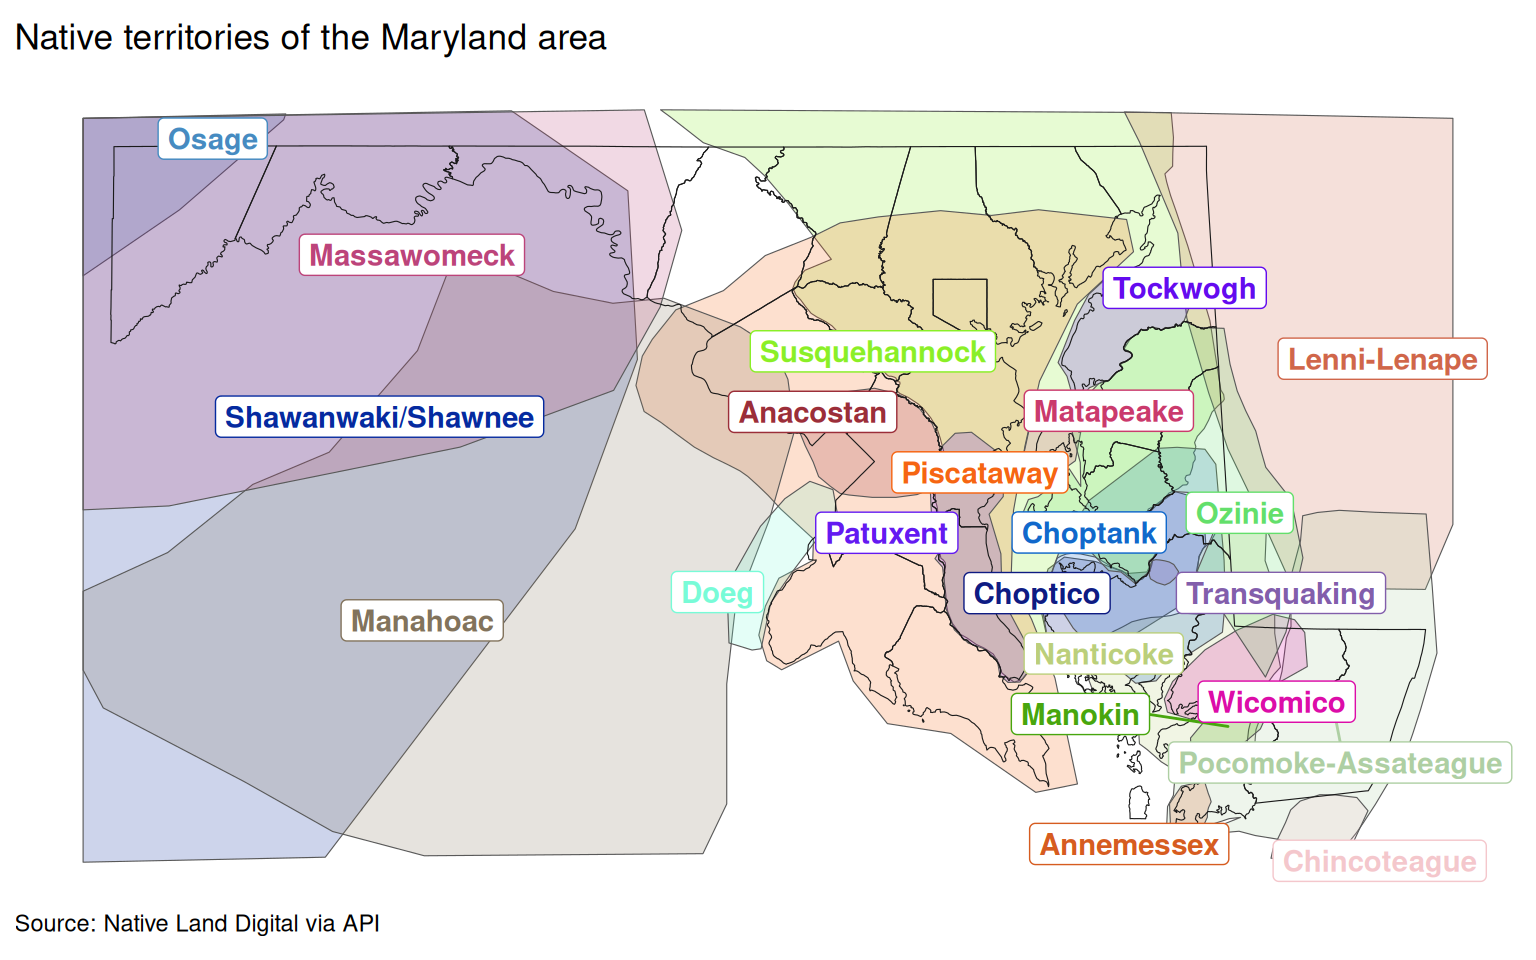 Native territories of the Maryland area
Osage
Massawomeck
Tockwogh
Susquehannock
Lenni-Lenape
Shawanwaki/Shawnee
Anacostan
Matapeake
Piscataway
Ozinie
Patuxent
Choptank
Doeg
Choptico
Transquaking
Manahoac
Nanticoke
Wicomico
Manokin
Pocomoke-Assateague
Annemessex
Chincoteague
Source: Native Land Digital via API